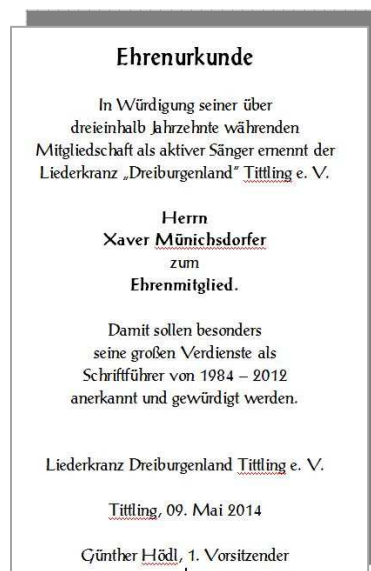 Ehrenurkunde
In Würdigung seiner über
dreieinhalb Jahrzehnte währenden
Mitgliedschaft als aktiver Sänger ernennt der
Liederkranz „Dreiburgenland” Tittling e. V.
Herrn
Xaver Münichsdorfer
zum
Ehrenmitglied.
Damit sollen besonders
seine großen Verdienste als
Schriftführer von 1984 – 2012
anerkannt und gewürdigt werden.
Liederkranz Dreiburgenland Tittling e. V.
Tittling, 09. Mai 2014
Günther Hödl, 1. Vorsitzender